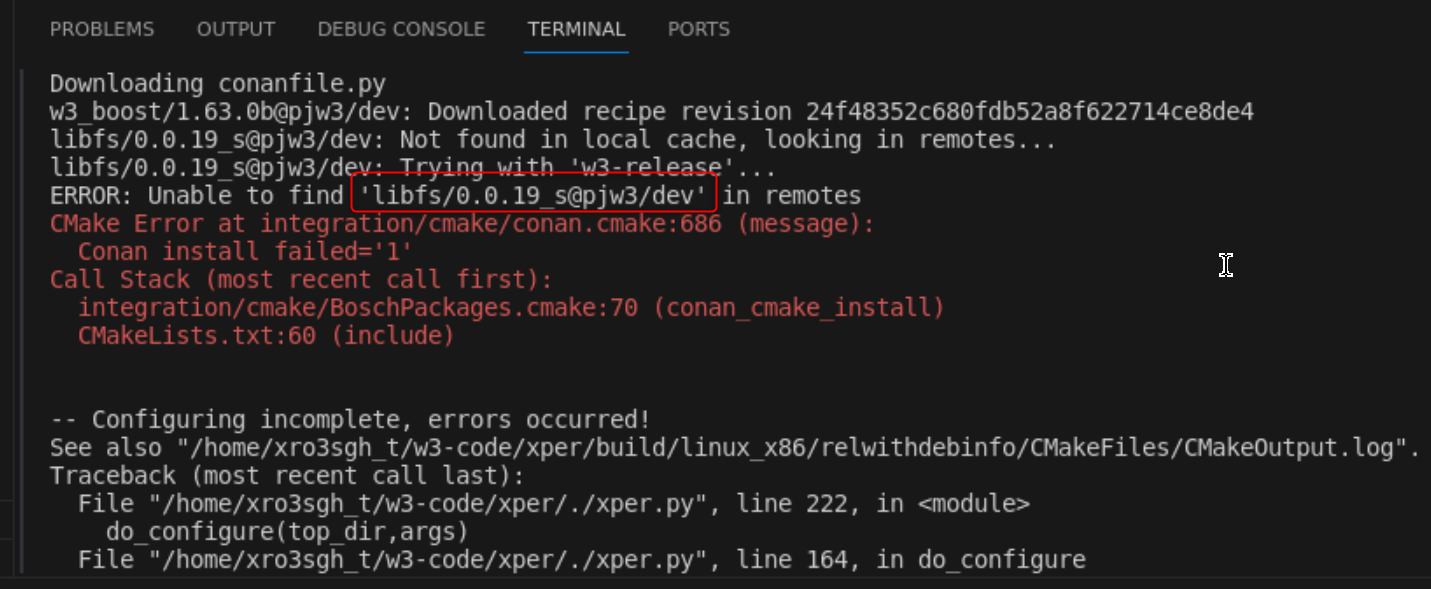 PROBLEMS OUTPUT DEBUG CONSOLE TERMINAL PORTS
Downloading conanfile.py
w3_boost/1.63.0b@pjw3/dev: Downloaded recipe revision 24f48352c680fdb52a8f622714ce8de4
libfs/0.0.19_s@pjw3/dev: Not found in local cache, looking in remotes...
libfs/0.0.19_s@pjw3/dev: Trying with 'w3-release'...
ERROR: Unable to find 'libfs/0.0.19_s@pjw3/dev' in remotes
CMake Error at integration/cmake/conan.cmake:686 (message):
  Conan install failed='1'
Call Stack (most recent call first):
  integration/cmake/BoschPackages.cmake:70 (conan_cmake_install)
  CMakeLists.txt:60 (include)
-- Configuring incomplete, errors occurred!
See also "/home/xro3sgh_t/w3-code/xper/build/linux_x86/relwithdebinfo/CMakeFiles/CMakeOutput.log".
Traceback (most recent call last):
  File "/home/xro3sgh_t/w3-code/xper/./xper.py", line 222, in <module>
    do_configure(top_dir,args)
  File "/home/xro3sgh_t/w3-code/xper/./xper.py", line 164, in do_configure